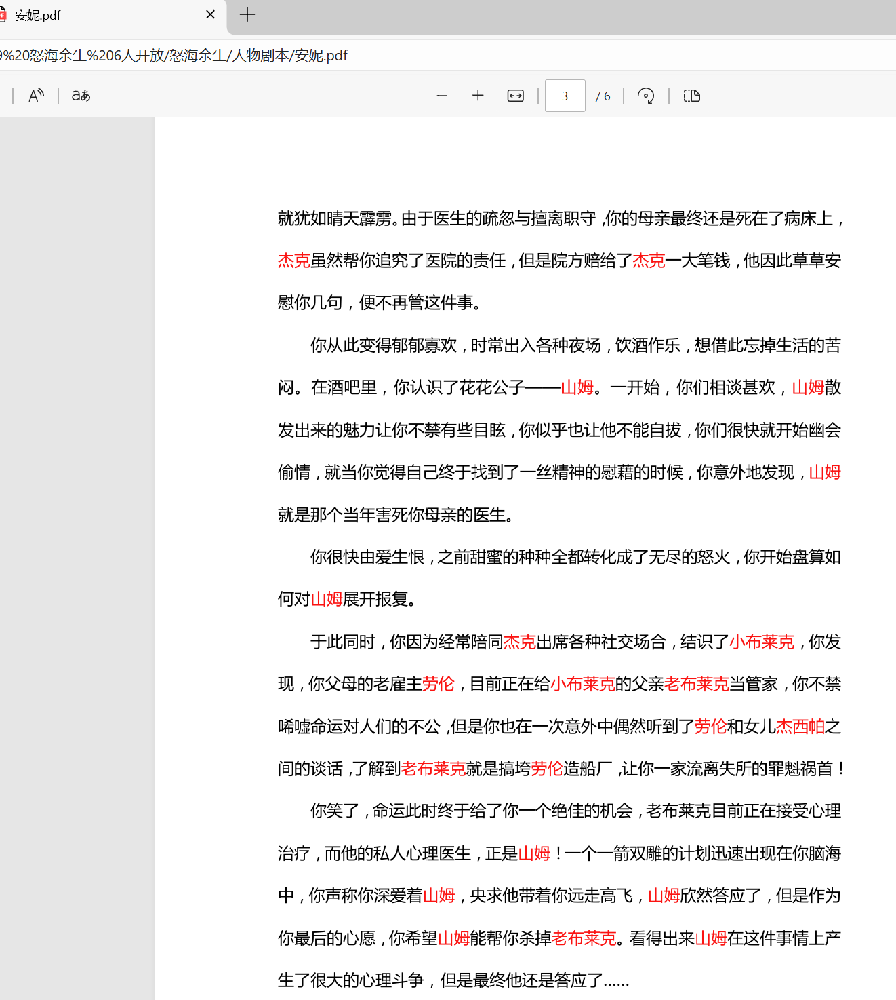 安妮.pdf
9%20怒海余生%206人开放/怒海余生/人物剧本/安妮.pdf
A aあ 3 / 6
就犹如晴天霹雳。由于医生的疏忽与擅离职守,你的母亲最终还是死在了病床上,
杰克虽然帮你追究了医院的责任,但是院方赔给了杰克一大笔钱,他因此草草安
慰你几句,便不再管这件事。
你从此变得郁郁寡欢,时常出入各种夜场,饮酒作乐,想借此忘掉生活的苦
闷。在酒吧里,你认识了花花公子——山姆。一开始,你们相谈甚欢,山姆散
发出来的魅力让你不禁有些目眩,你似乎也让他不能自拔,你们很快就开始幽会
偷情,就当你觉得自己终于找到了一丝精神的慰藉的时候,你意外地发现,山姆
就是那个当年害死你母亲的医生。
你很快由爱生恨,之前甜蜜的种种全都转化成了无尽的怒火,你开始盘算如
何对山姆展开报复。
于此同时,你因为经常陪同杰克出席各种社交场合,结识了小布莱克,你发
现,你父母的老雇主劳伦,目前正在给小布莱克的父亲老布莱克当管家,你不禁
唏嘘命运对人们的不公,但是你也在一次意外中偶然听到了劳伦和女儿杰西帕之
间的谈话,了解到老布莱克就是搞垮劳伦造船厂,让你一家流离失所的罪魁祸首!
你笑了,命运此时终于给了你一个绝佳的机会,老布莱克目前正在接受心理
治疗,而他的私人心理医生,正是山姆!一个一箭双雕的计划迅速出现在你脑海
中,你声称你深爱着山姆,央求他带着你远走高飞,山姆欣然答应了,但是作为
你最后的心愿,你希望山姆能帮你杀掉老布莱克。看得出来山姆在这件事情上产
生了很大的心理斗争,但是最终他还是答应了......